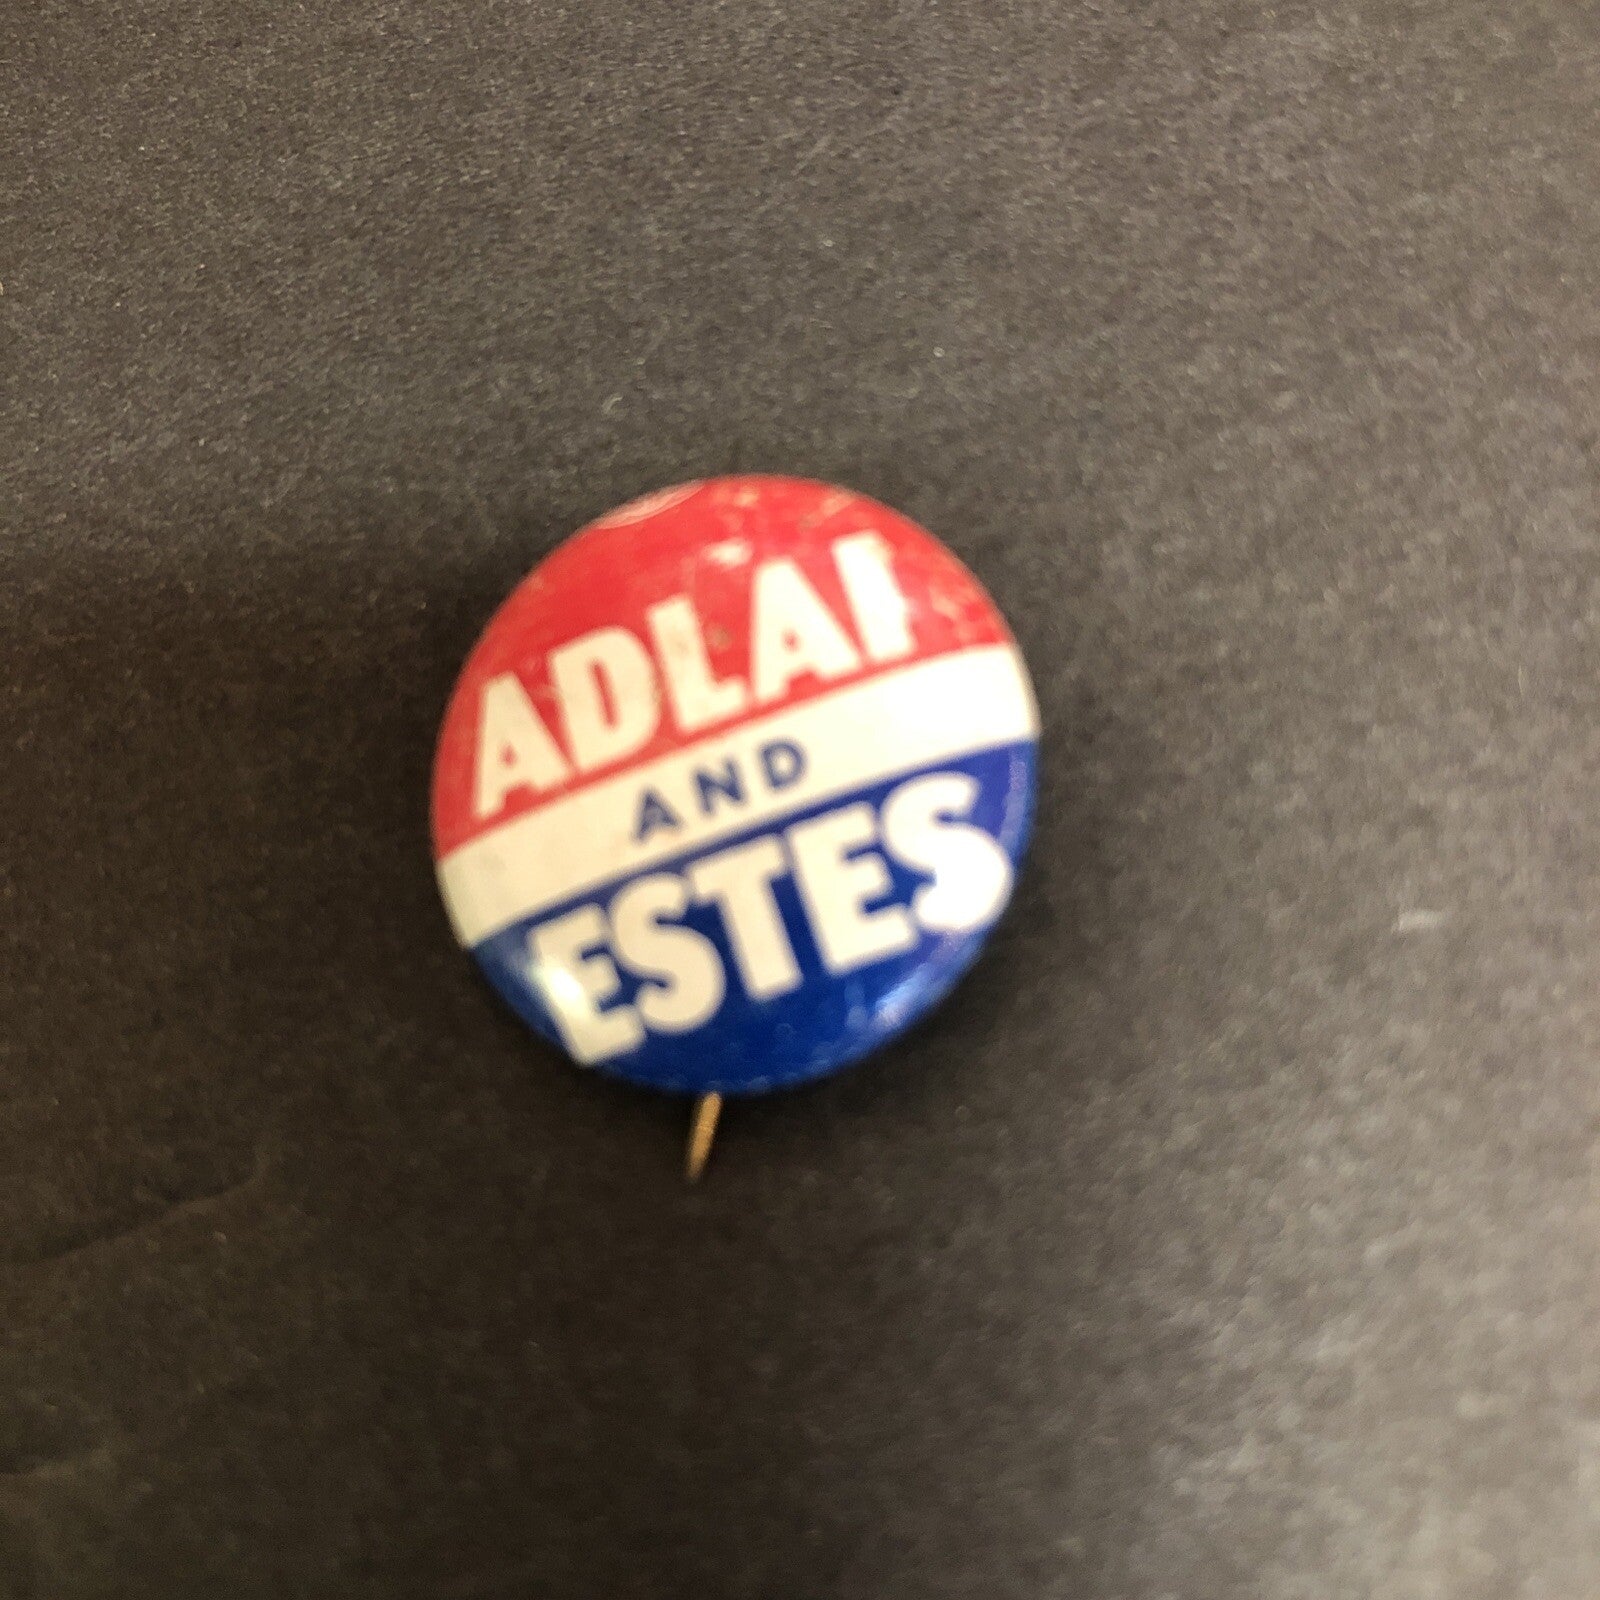 ADLAI
AND
ESTES